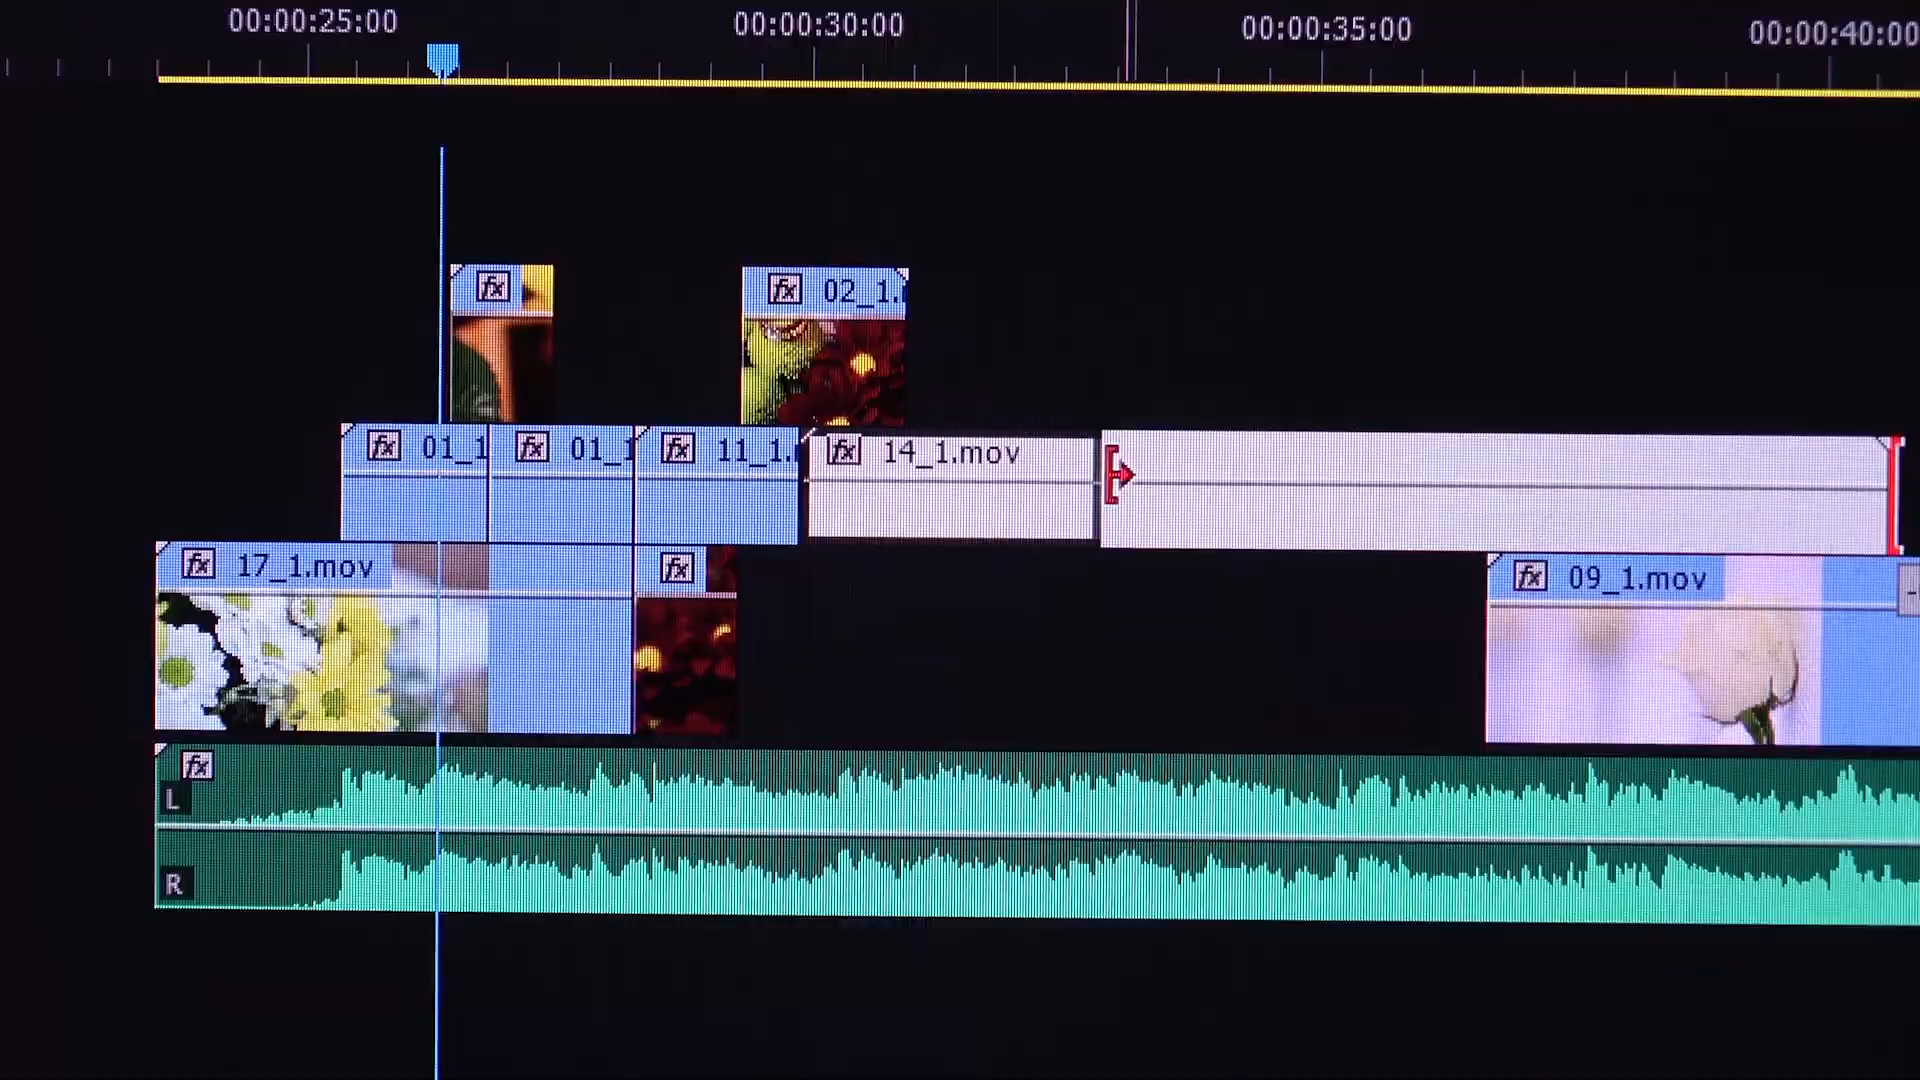 00:00:25:00 00:00:30:00 00:00:35:00 00:00:40:00
fx fx 02_1.
fx 01_1 fx 01_1 fx 11_1. fx 14_1.mov
fx 17_1.mov fx fx 09_1.mov
fx
L
R